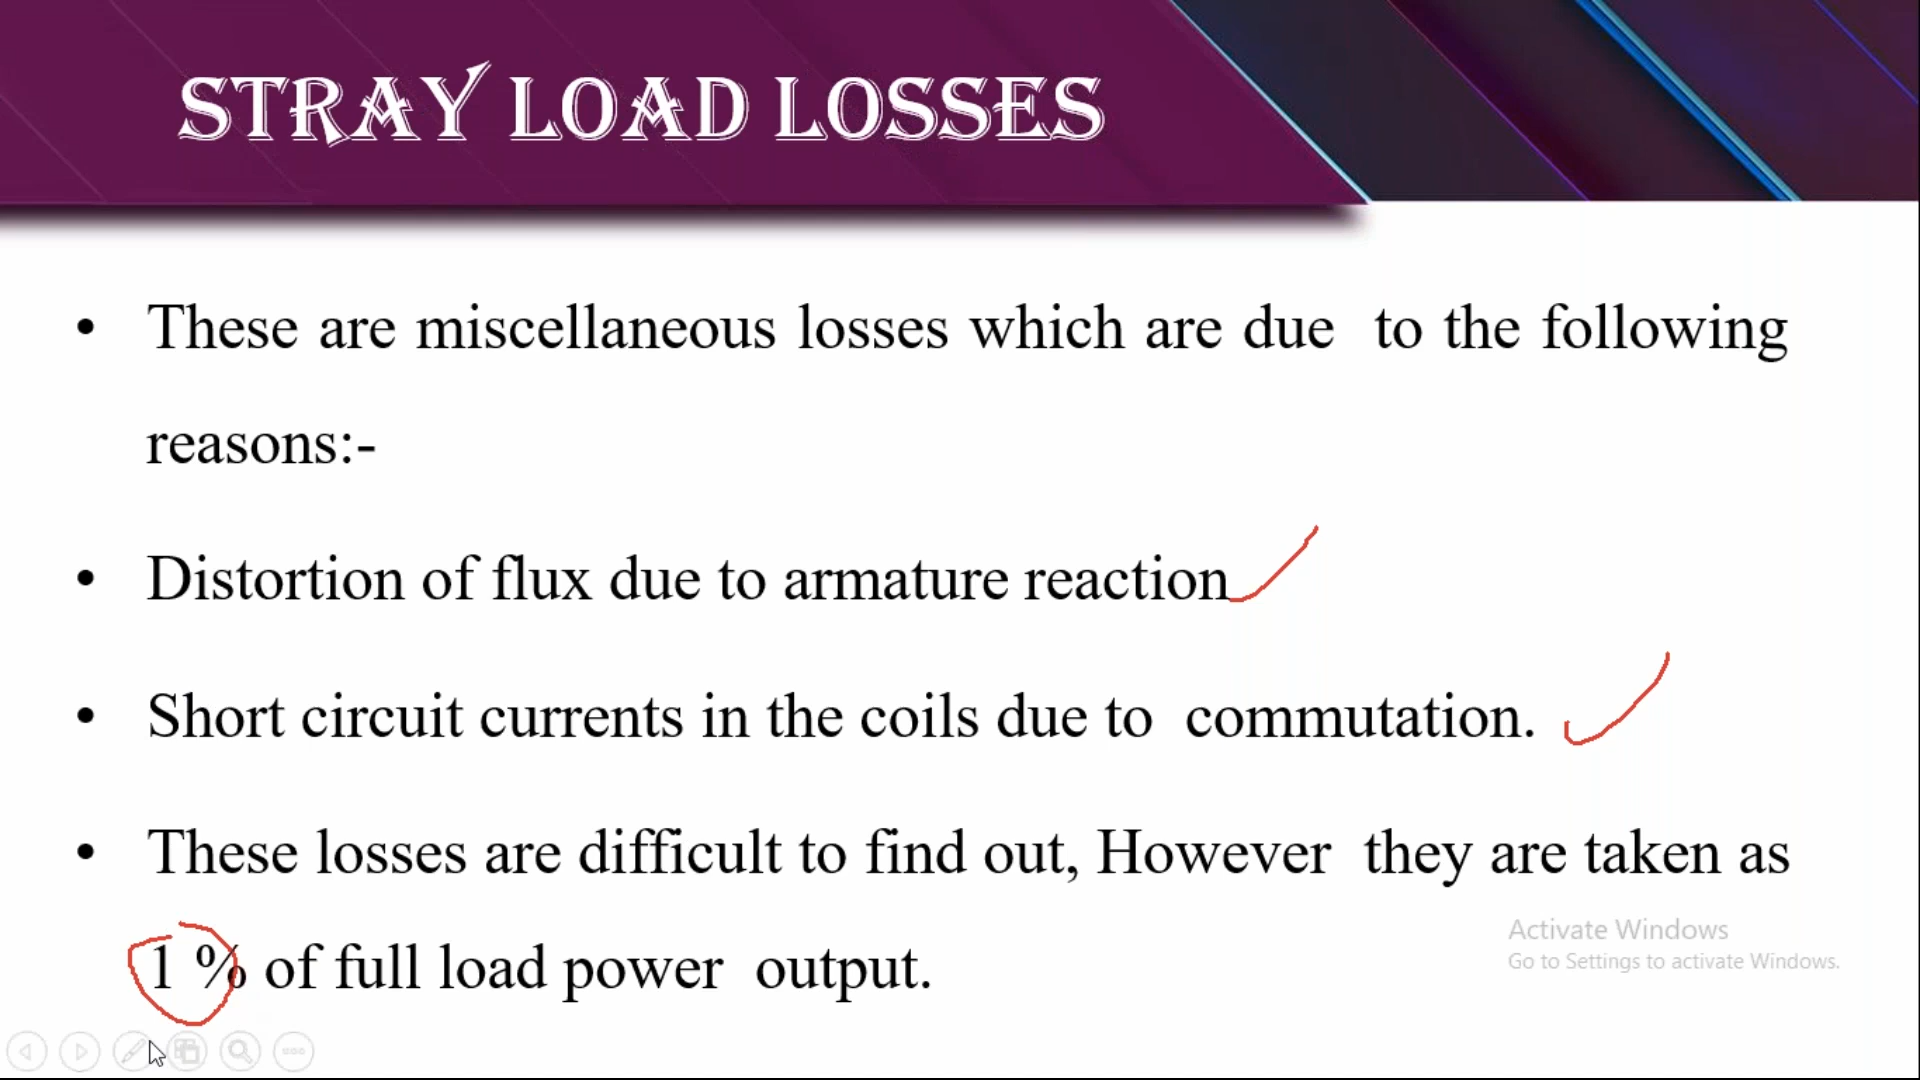 STRAY LOAD LOSSES
• These are miscellaneous losses which are due to the following
reasons:-
• Distortion of flux due to armature reaction
• Short circuit currents in the coils due to commutation.
• These losses are difficult to find out, However they are taken as
1 % of full load power output.
Activate Windows
Go to Settings to activate Windows.